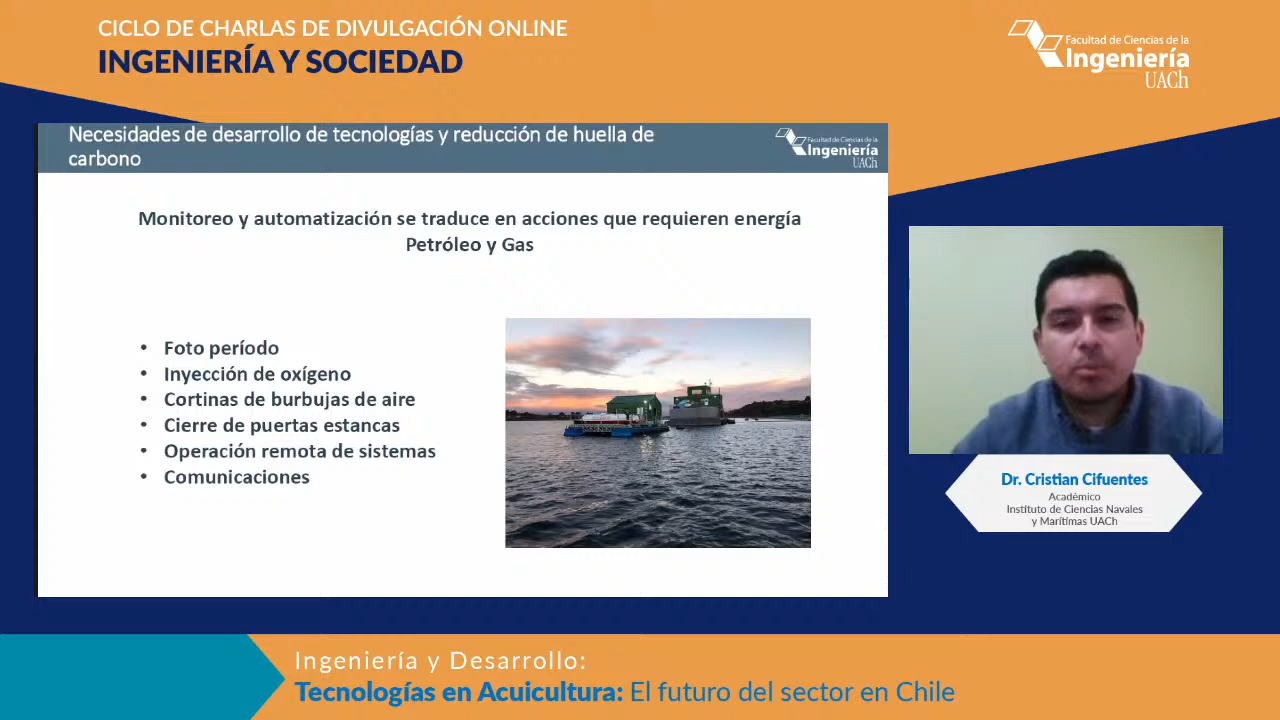 CICLO DE CHARLAS DE DIVULGACIÓN ONLINE
INGENIERÍA Y SOCIEDAD
Facultad de Ciencias de la
Ingeniería
UACh
Necesidades de desarrollo de tecnologías y reducción de huella de
carbono
Facultad de Ciencias de la
Ingeniería
UACh
Monitoreo y automatización se traduce en acciones que requieren energía
Petróleo y Gas
• Foto período
• Inyección de oxígeno
• Cortinas de burbujas de aire
• Cierre de puertas estancas
• Operación remota de sistemas
• Comunicaciones
Dr. Cristian Cifuentes
Académico
Instituto de Ciencias Navales
y Marítimas UACh
Ingeniería y Desarrollo:
Tecnologías en Acuicultura: El futuro del sector en Chile